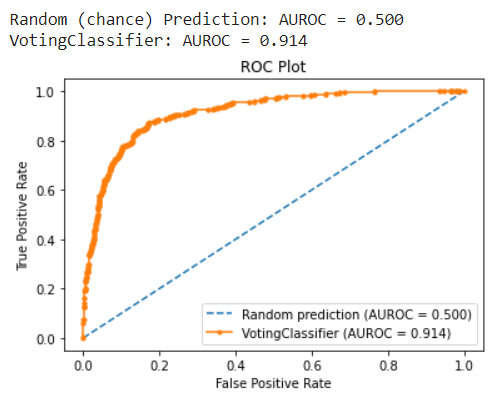 Random (chance) Prediction: AUROC = 0.500
VotingClassifier: AUROC = 0.914
ROC Plot
1.0
0.8
0.6
0.4
0.2
0.0
True Positive Rate
Random prediction (AUROC = 0.500)
VotingClassifier (AUROC = 0.914)
0.0 0.2 0.4 0.6 0.8 1.0
False Positive Rate